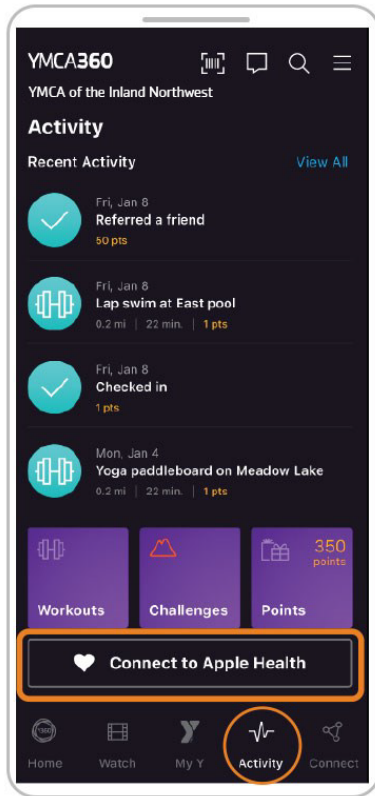 YMCA360
YMCA of the Inland Northwest
Activity
Recent Activity View All
Fri, Jan 8
Referred a friend
50 pts
Fri, Jan 8
Lap swim at East pool
0.2 mi | 22 min. | 1 pts
Fri, Jan 8
Checked in
1 pts
Mon, Jan 4
Yoga paddleboard on Meadow Lake
0.2 mi | 22 min. | 1 pts
350
points
Workouts Challenges Points
Connect to Apple Health
Y360
Home Watch My Y Activity Connect